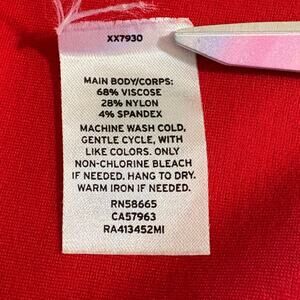 XX7930
MAIN BODY/CORPS:
68% VISCOSE
28% NYLON
4% SPANDEX
MACHINE WASH COLD,
GENTLE CYCLE, WITH
LIKE COLORS. ONLY
NON-CHLORINE BLEACH
IF NEEDED. HANG TO DRY.
WARM IRON IF NEEDED.
RN58665
CA57963
RA413452MI